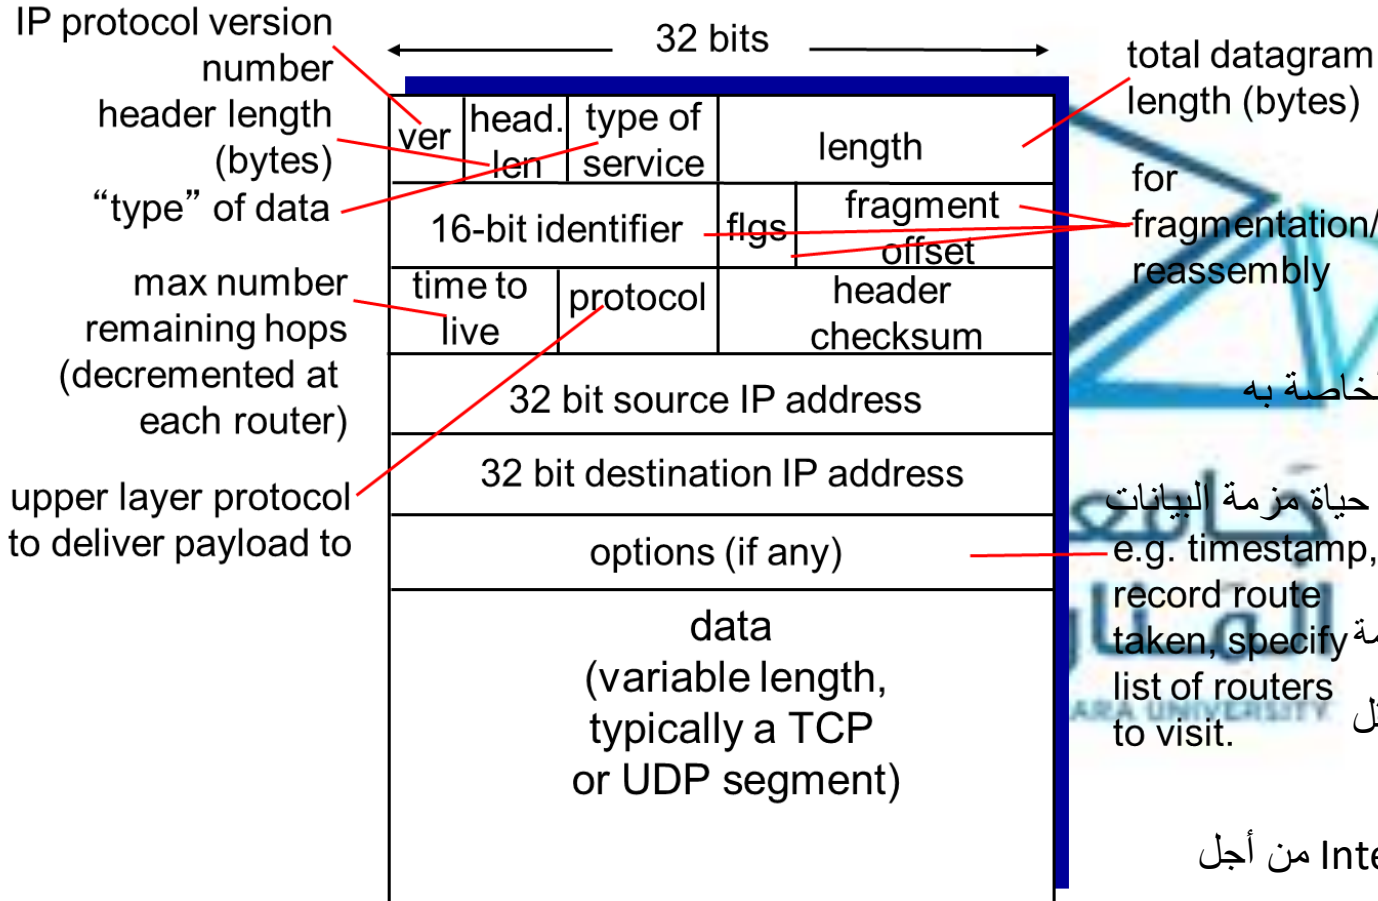 IP protocol version
number
header length
(bytes)
“type” of data
max number
remaining hops
(decremented at
each router)
upper layer protocol
to deliver payload to
32 bits
ver
head.
len
type of
service
length
16-bit identifier
flgs
fragment
offset
time to
live
protocol
header
checksum
32 bit source IP address
32 bit destination IP address
options (if any)
data
(variable length,
typically a TCP
or UDP segment)
total datagram
length (bytes)
for
fragmentation/
reassembly
الخاصة به
حياة مزمة البيانات
جامعة
e.g. timestamp,
record route
taken, specify
list of routers
UNIVERSITY
to visit.
من أجل